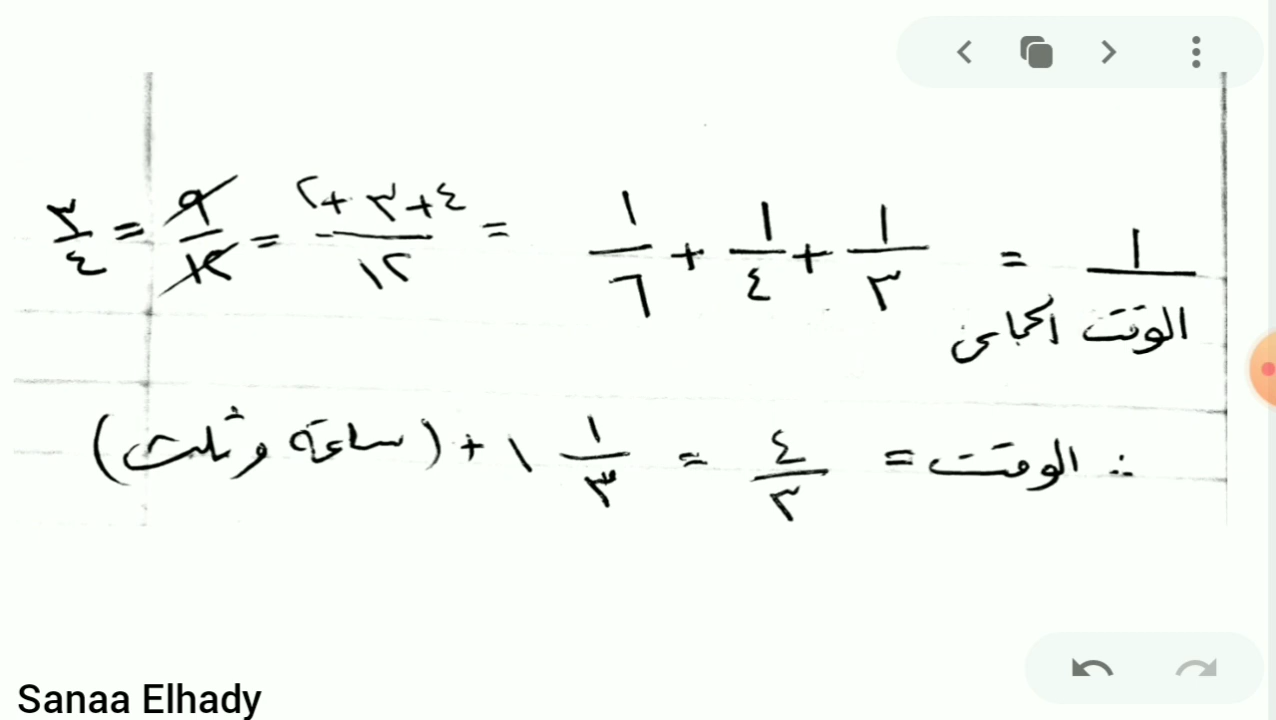 ١/الوقت الجماعى = ١/٣ + ١/٤ + ١/٦ = ٤+٣+٢/١٢ = ٩/١٢ = ٣/٤
∴ الوقت = ٤/٣ = ١ ١/٣ + (ساعة وثلث)
Sanaa Elhady